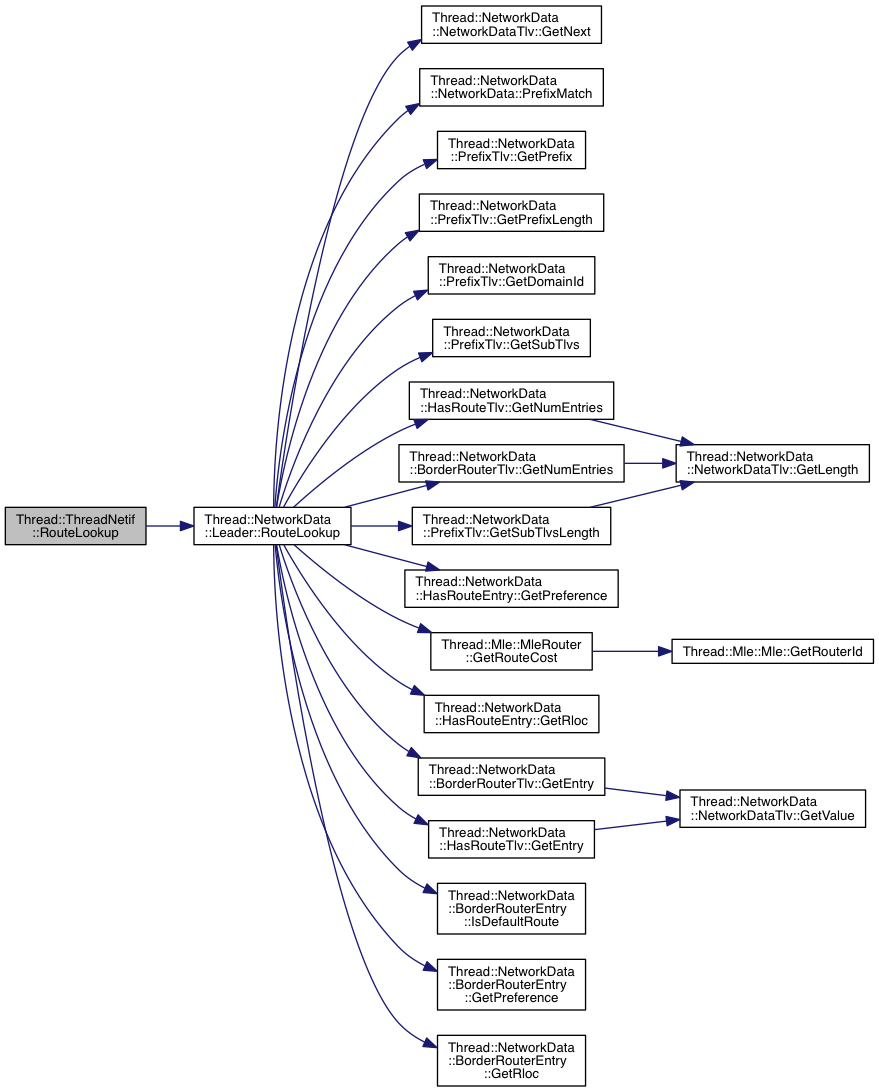 Thread::NetworkData
::NetworkDataTlv::GetNext
Thread::NetworkData
::NetworkData::PrefixMatch
Thread::NetworkData
::PrefixTlv::GetPrefix
Thread::NetworkData
::PrefixTlv::GetPrefixLength
Thread::NetworkData
::PrefixTlv::GetDomainId
Thread::NetworkData
::PrefixTlv::GetSubTlvs
Thread::NetworkData
::HasRouteTlv::GetNumEntries
Thread::NetworkData
::BorderRouterTlv::GetNumEntries
Thread::NetworkData
::NetworkDataTlv::GetLength
Thread::ThreadNetif
::RouteLookup
Thread::NetworkData
::Leader::RouteLookup
Thread::NetworkData
::PrefixTlv::GetSubTlvsLength
Thread::NetworkData
::HasRouteEntry::GetPreference
Thread::Mle::MleRouter
::GetRouteCost
Thread::Mle::Mle::GetRouterId
Thread::NetworkData
::HasRouteEntry::GetRloc
Thread::NetworkData
::BorderRouterTlv::GetEntry
Thread::NetworkData
::NetworkDataTlv::GetValue
Thread::NetworkData
::HasRouteTlv::GetEntry
Thread::NetworkData
::BorderRouterEntry
::IsDefaultRoute
Thread::NetworkData
::BorderRouterEntry
::GetPreference
Thread::NetworkData
::BorderRouterEntry
::GetRloc